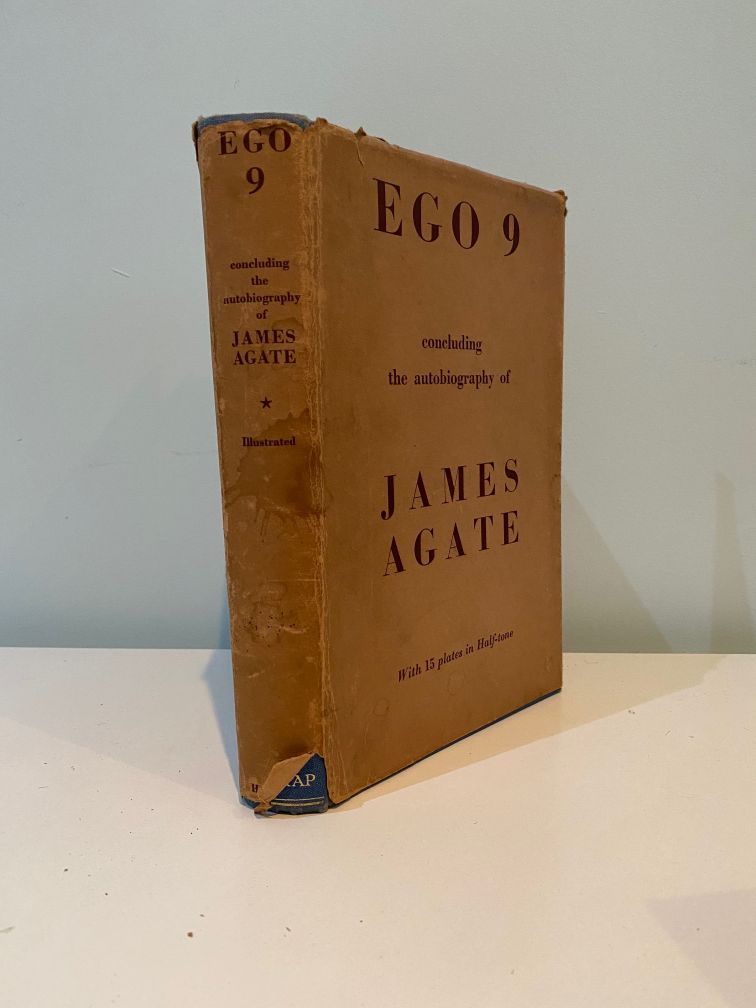 EGO
9
concluding
the
autobiography
of
JAMES
AGATE
★
Illustrated
EGO 9
concluding
the autobiography of
JAMES
AGATE
With 15 plates in Half-tone